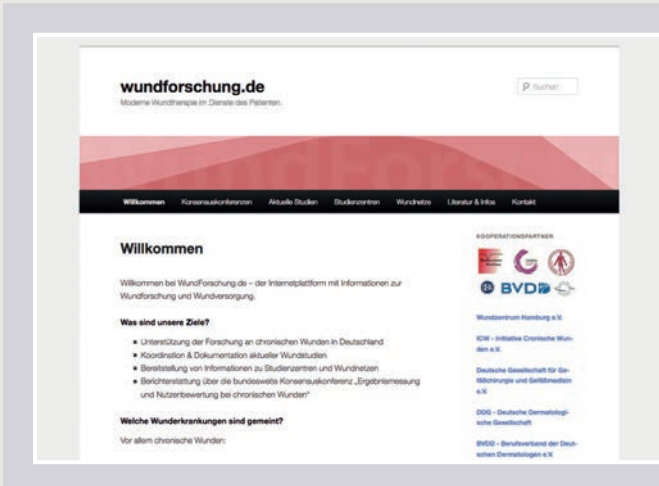 wundforschung.de
Moderne Wundtherapie im Dienste des Patienten.
Suchen
WundForsch
Willkommen Konsensuskonferenzen Aktuelle Studien Studienzentren Wundnetze Literatur & Infos Kontakt
Willkommen
Willkommen bei WundForschung.de – der Internetplattform mit Informationen zur
Wundforschung und Wundversorgung.
Was sind unsere Ziele?
Unterstützung der Forschung an chronischen Wunden in Deutschland
Koordination & Dokumentation aktueller Wundstudien
Bereitstellung von Informationen zu Studienzentren und Wundnetzen
Berichterstattung über die bundesweite Konsensuskonferenz „Ergebnismessung
und Nutzenbewertung bei chronischen Wunden“
Welche Wunderkrankungen sind gemeint?
Vor allem chronische Wunden:
KOOPERATIONSPARTNER
BVDD
Wundzentrum Hamburg e.V.
ICW - Initiative Cronische Wun-
den e.V.
Deutsche Gesellschaft für Ge-
fäßchirurgie und Gefäßmedizin
e.V.
DDG - Deutsche Dermatologi-
sche Gesellschaft
BVDD - Berufsverband der Deut-
schen Dermatologen e.V.